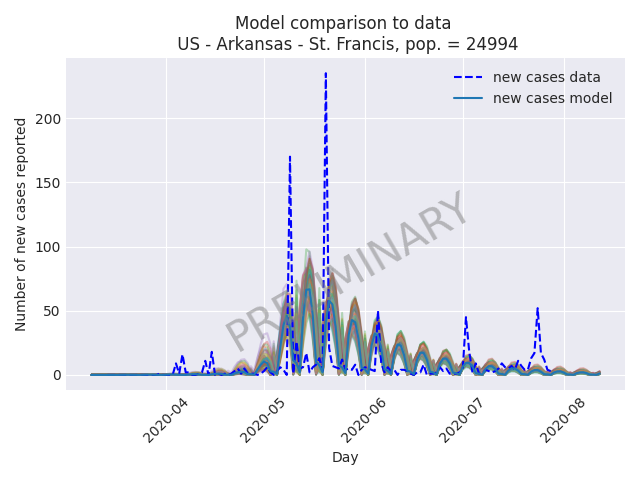 Model comparison to data
US - Arkansas - St. Francis, pop. = 24994
new cases data
new cases model
Number of new cases reported
200
150
100
50
0
PRELIMINARY
2020-04
2020-05
2020-06
2020-07
2020-08
Day